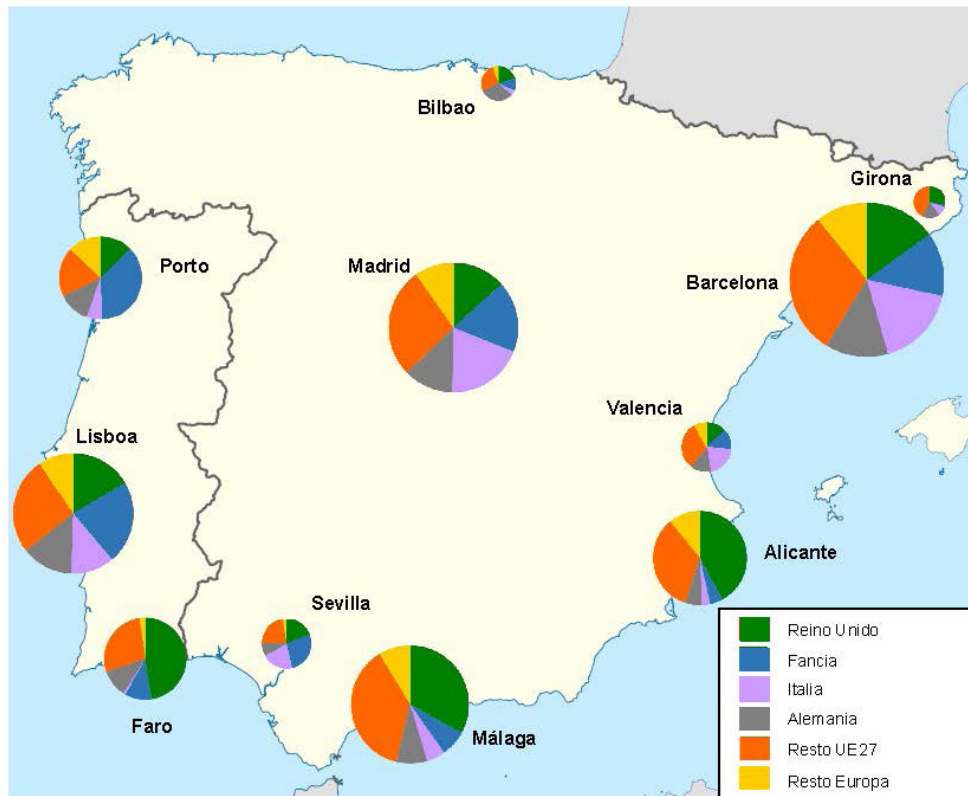 Bilbao
Girona
Porto
Madrid
Barcelona
Valencia
Lisboa
Alicante
Sevilla
Faro
Málaga
Reino Unido
Fancia
Italia
Alemania
Resto UE27
Resto Europa